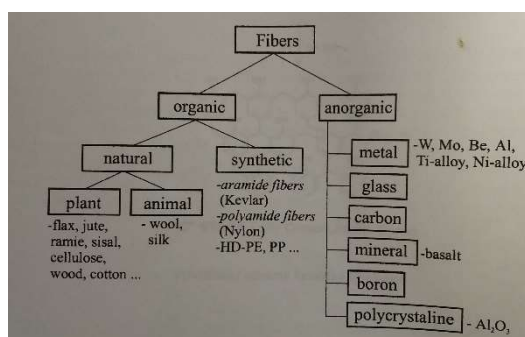 Fibers
organic
anorganic
natural
synthetic
plant
animal
-flax, jute,
ramie, sisal,
cellulose,
wood, cotton ...
- wool,
silk
-aramide fibers
(Kevlar)
-polyamide fibers
(Nylon)
-HD-PE, PP ...
metal
-W, Mo, Be, Al,
Ti-alloy, Ni-alloy
glass
carbon
mineral -basalt
boron
polycrystaline - Al₂O₃